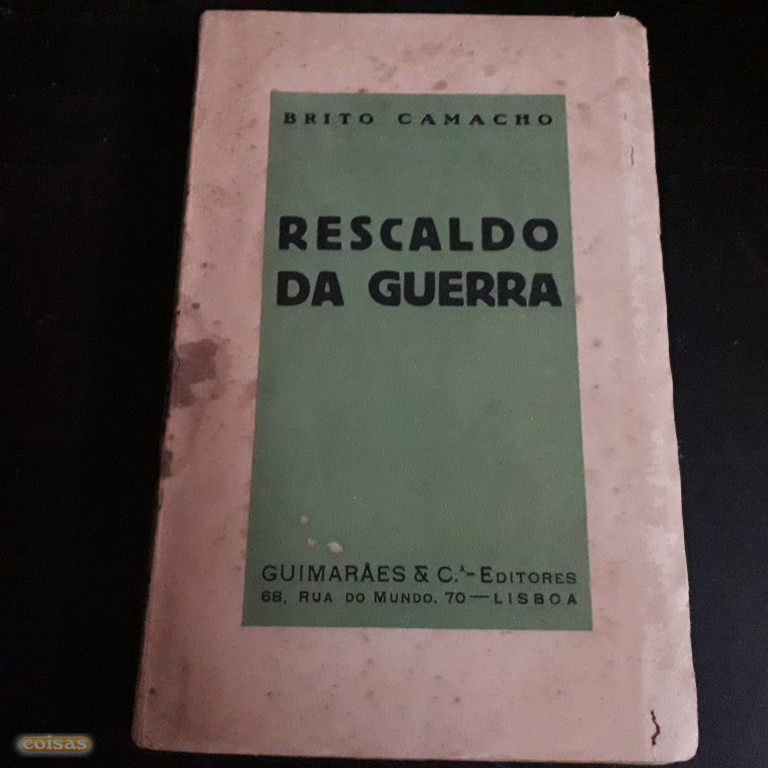 BRITO CAMACHO
RESCALDO
DA GUERRA
GUIMARÃES & C.ª-EDITORES
68, RUA DO MUNDO, 70—LISBOA
coisas